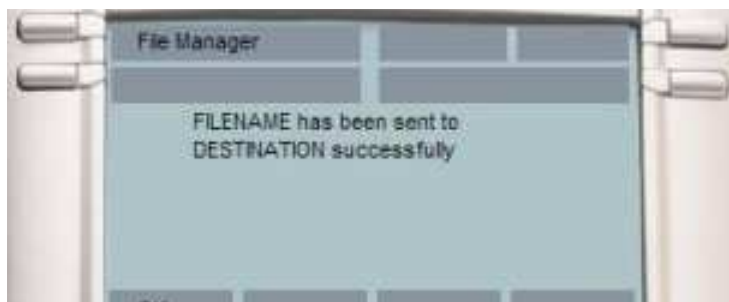 File Manager
FILENAME has been sent to
DESTINATION successfully